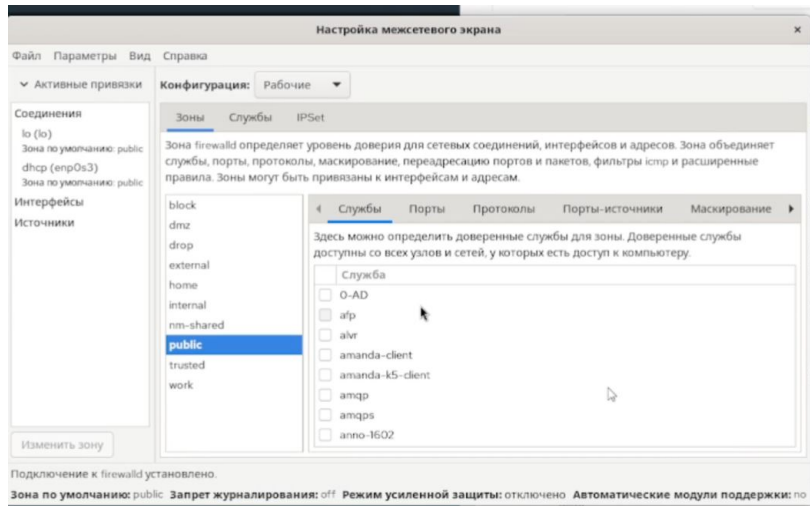 Настройка межсетевого экрана
Файл Параметры Вид Справка
Активные привязки
Конфигурация: Рабочие
Соединения
lo (lo)
Зона по умолчанию: public
dhcp (enp0s3)
Зона по умолчанию: public
Интерфейсы
Источники
Изменить зону
Зоны Службы IPSet
Зона firewalld определяет уровень доверия для сетевых соединений, интерфейсов и адресов. Зона объединяет
службы, порты, протоколы, маскирование, переадресацию портов и пакетов, фильтры icmp и расширенные
правила. Зоны могут быть привязаны к интерфейсам и адресам.
block
dmz
drop
external
home
internal
nm-shared
public
trusted
work
Службы Порты Протоколы Порты-источники Маскирование
Здесь можно определить доверенные службы для зоны. Доверенные службы
доступны со всех узлов и сетей, у которых есть доступ к компьютеру.
Служба
0-AD
afp
alvr
amanda-client
amanda-k5-client
amqp
amqps
anno-1602
Подключение к firewalld установлено.
Зона по умолчанию: public Запрет журналирования: off Режим усиленной защиты: отключено Автоматические модули поддержки: no